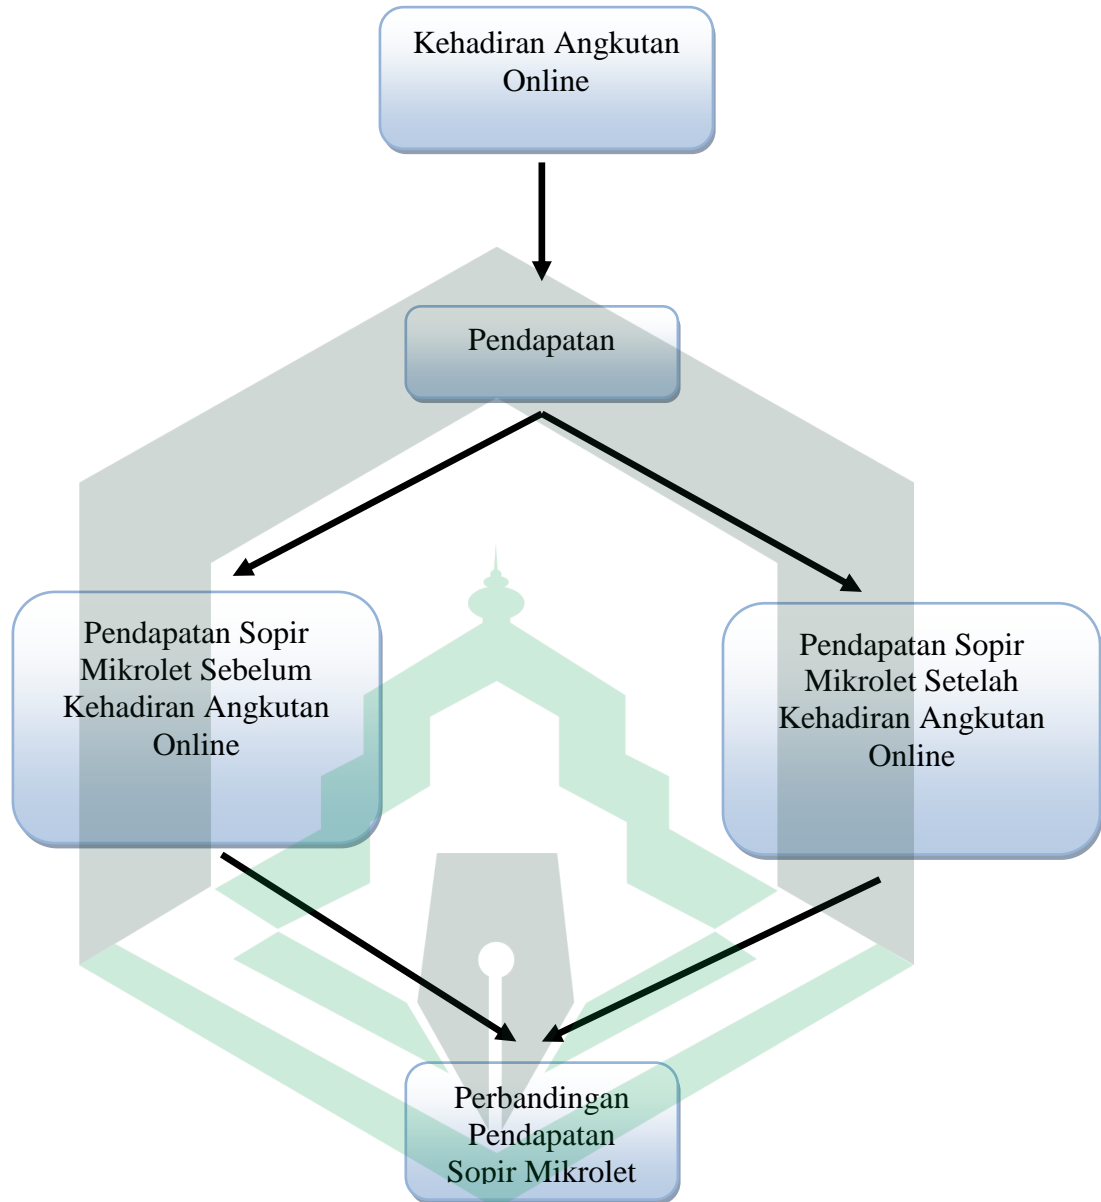 Kehadiran Angkutan
Online
Pendapatan
Pendapatan Sopir
Mikrolet Sebelum
Kehadiran Angkutan
Online
Pendapatan Sopir
Mikrolet Setelah
Kehadiran Angkutan
Online
Perbandingan
Pendapatan
Sopir Mikrolet